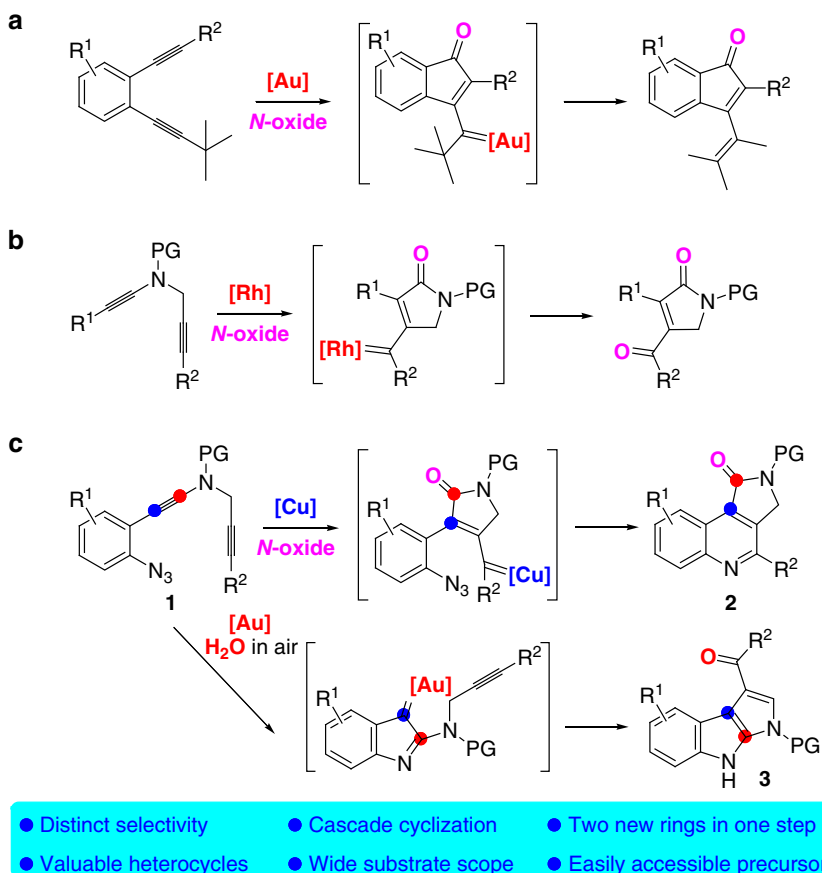 a
R1
R2
[Au]
N-oxide
R1
O
R2
[Au]
R1
O
R2
b
PG
N
R1
R2
[Rh]
N-oxide
O
R1
N-PG
[Rh]
R2
O
R1
N-PG
O
R2
c
PG
N
R1
N3
R2
1
[Cu]
N-oxide
PG
O
N
R1
N3
R2
[Cu]
PG
O
N
R1
N
R2
2
[Au]
H2O in air
[Au]
R2
R1
N
N
PG
R2
O
R1
N
PG
N
H
3
Distinct selectivity
Cascade cyclization
Two new rings in one step
Valuable heterocycles
Wide substrate scope
Easily accessible precursor